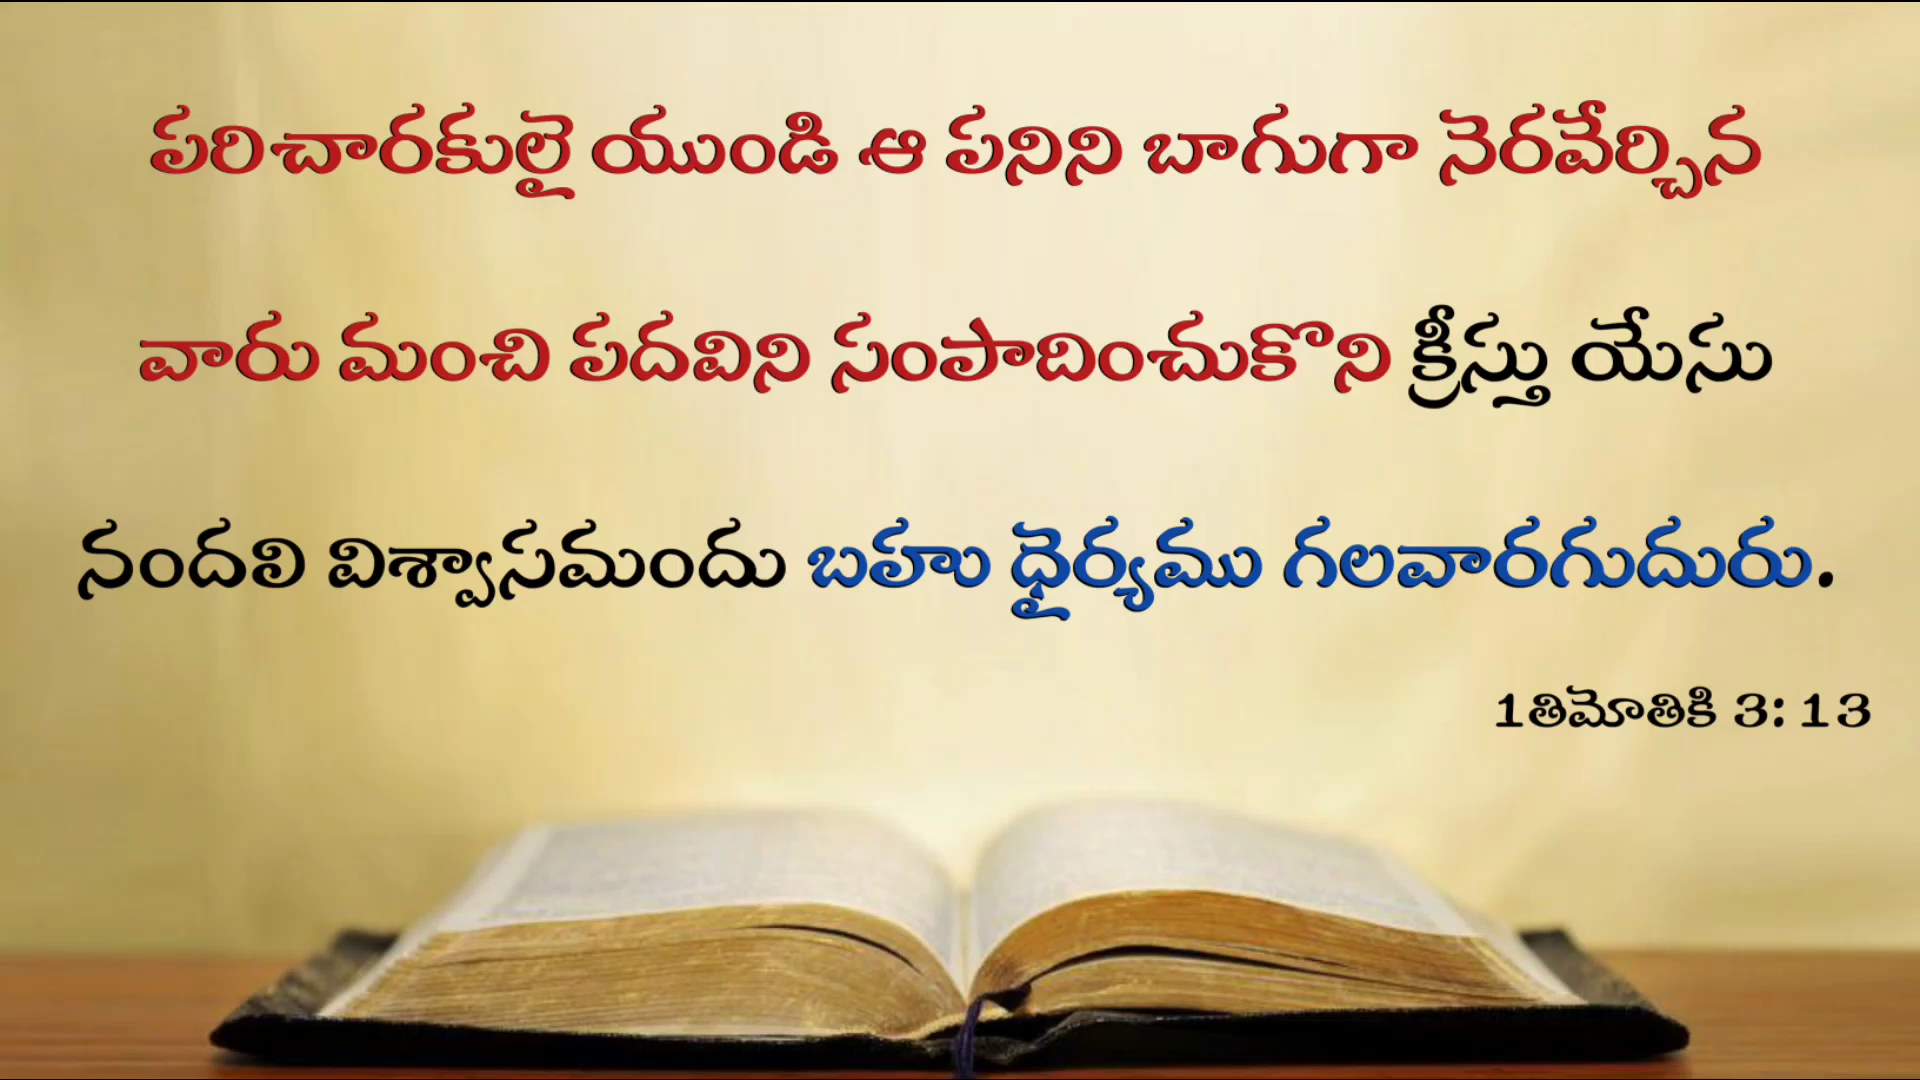 పరిచారకులై యుండి ఆ పనిని బాగుగా నెరవేర్చిన
వారు మంచి పదవిని సంపాదించుకొని క్రీస్తు యేసు
నందలి విశ్వాసమందు బహు ధైర్యము గలవారగుదురు.
1తిమోతికి 3: 13